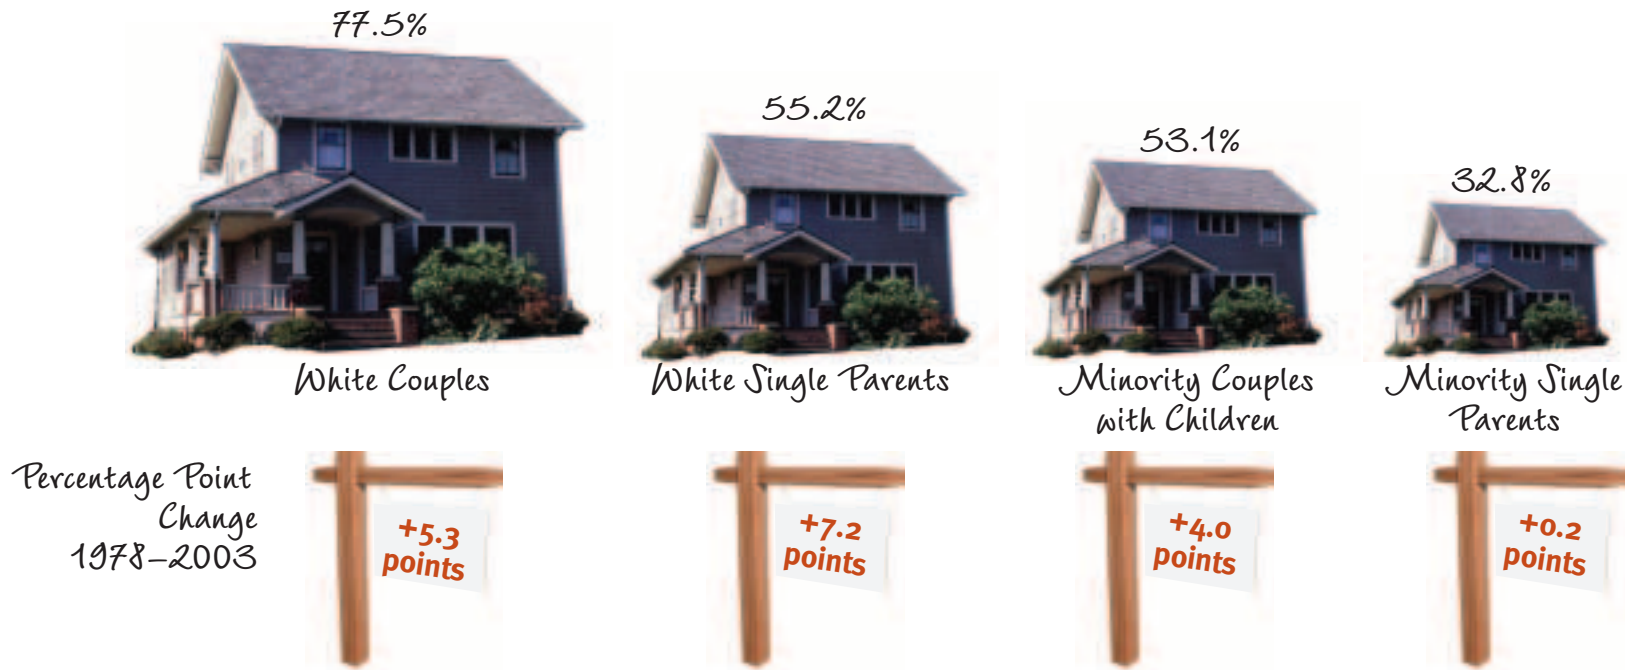 77.5%
55.2%
53.1%
32.8%
White Couples
White Single Parents
Minority Couples
with Children
Minority Single
Parents
Percentage Point
Change
1978–2003
+5.3
points
+7.2
points
+4.0
points
+0.2
points